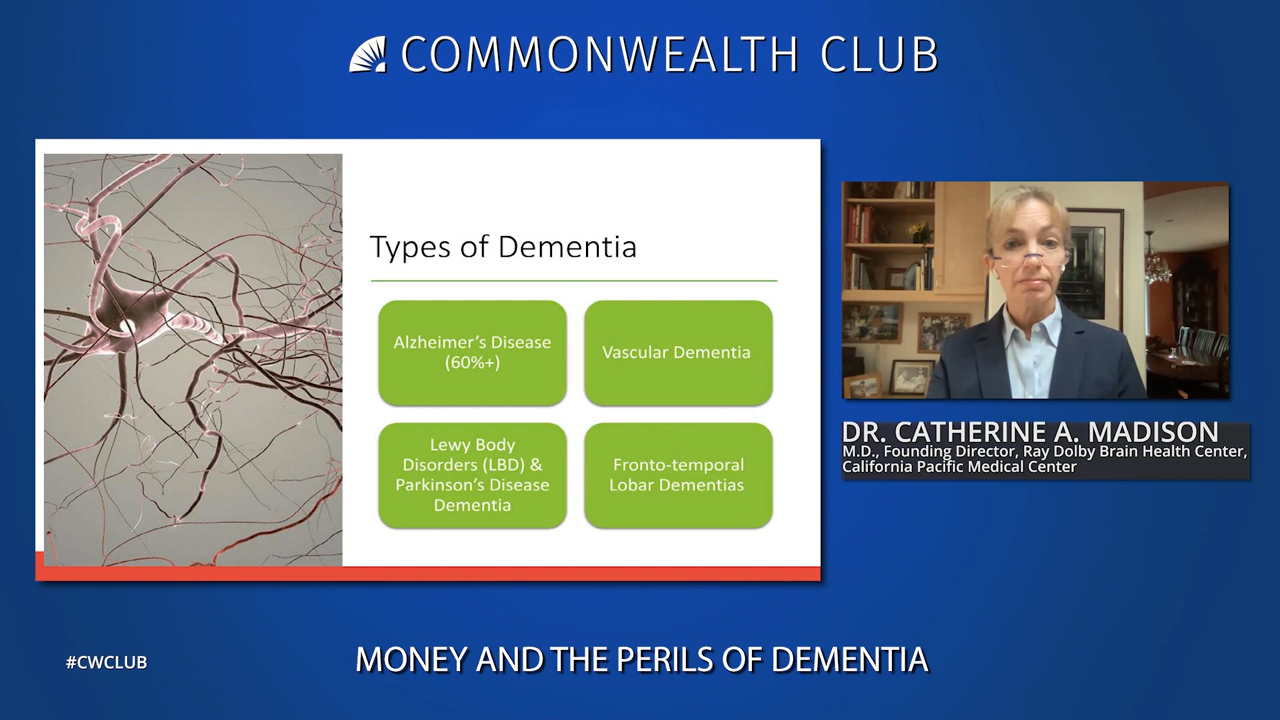 COMMONWEALTH CLUB
Types of Dementia
Alzheimer’s Disease
(60%+)
Vascular Dementia
Lewy Body
Disorders (LBD) &
Parkinson’s Disease
Dementia
Fronto-temporal
Lobar Dementias
DR. CATHERINE A. MADISON
M.D., Founding Director, Ray Dolby Brain Health Center,
California Pacific Medical Center
#CWCLUB
MONEY AND THE PERILS OF DEMENTIA